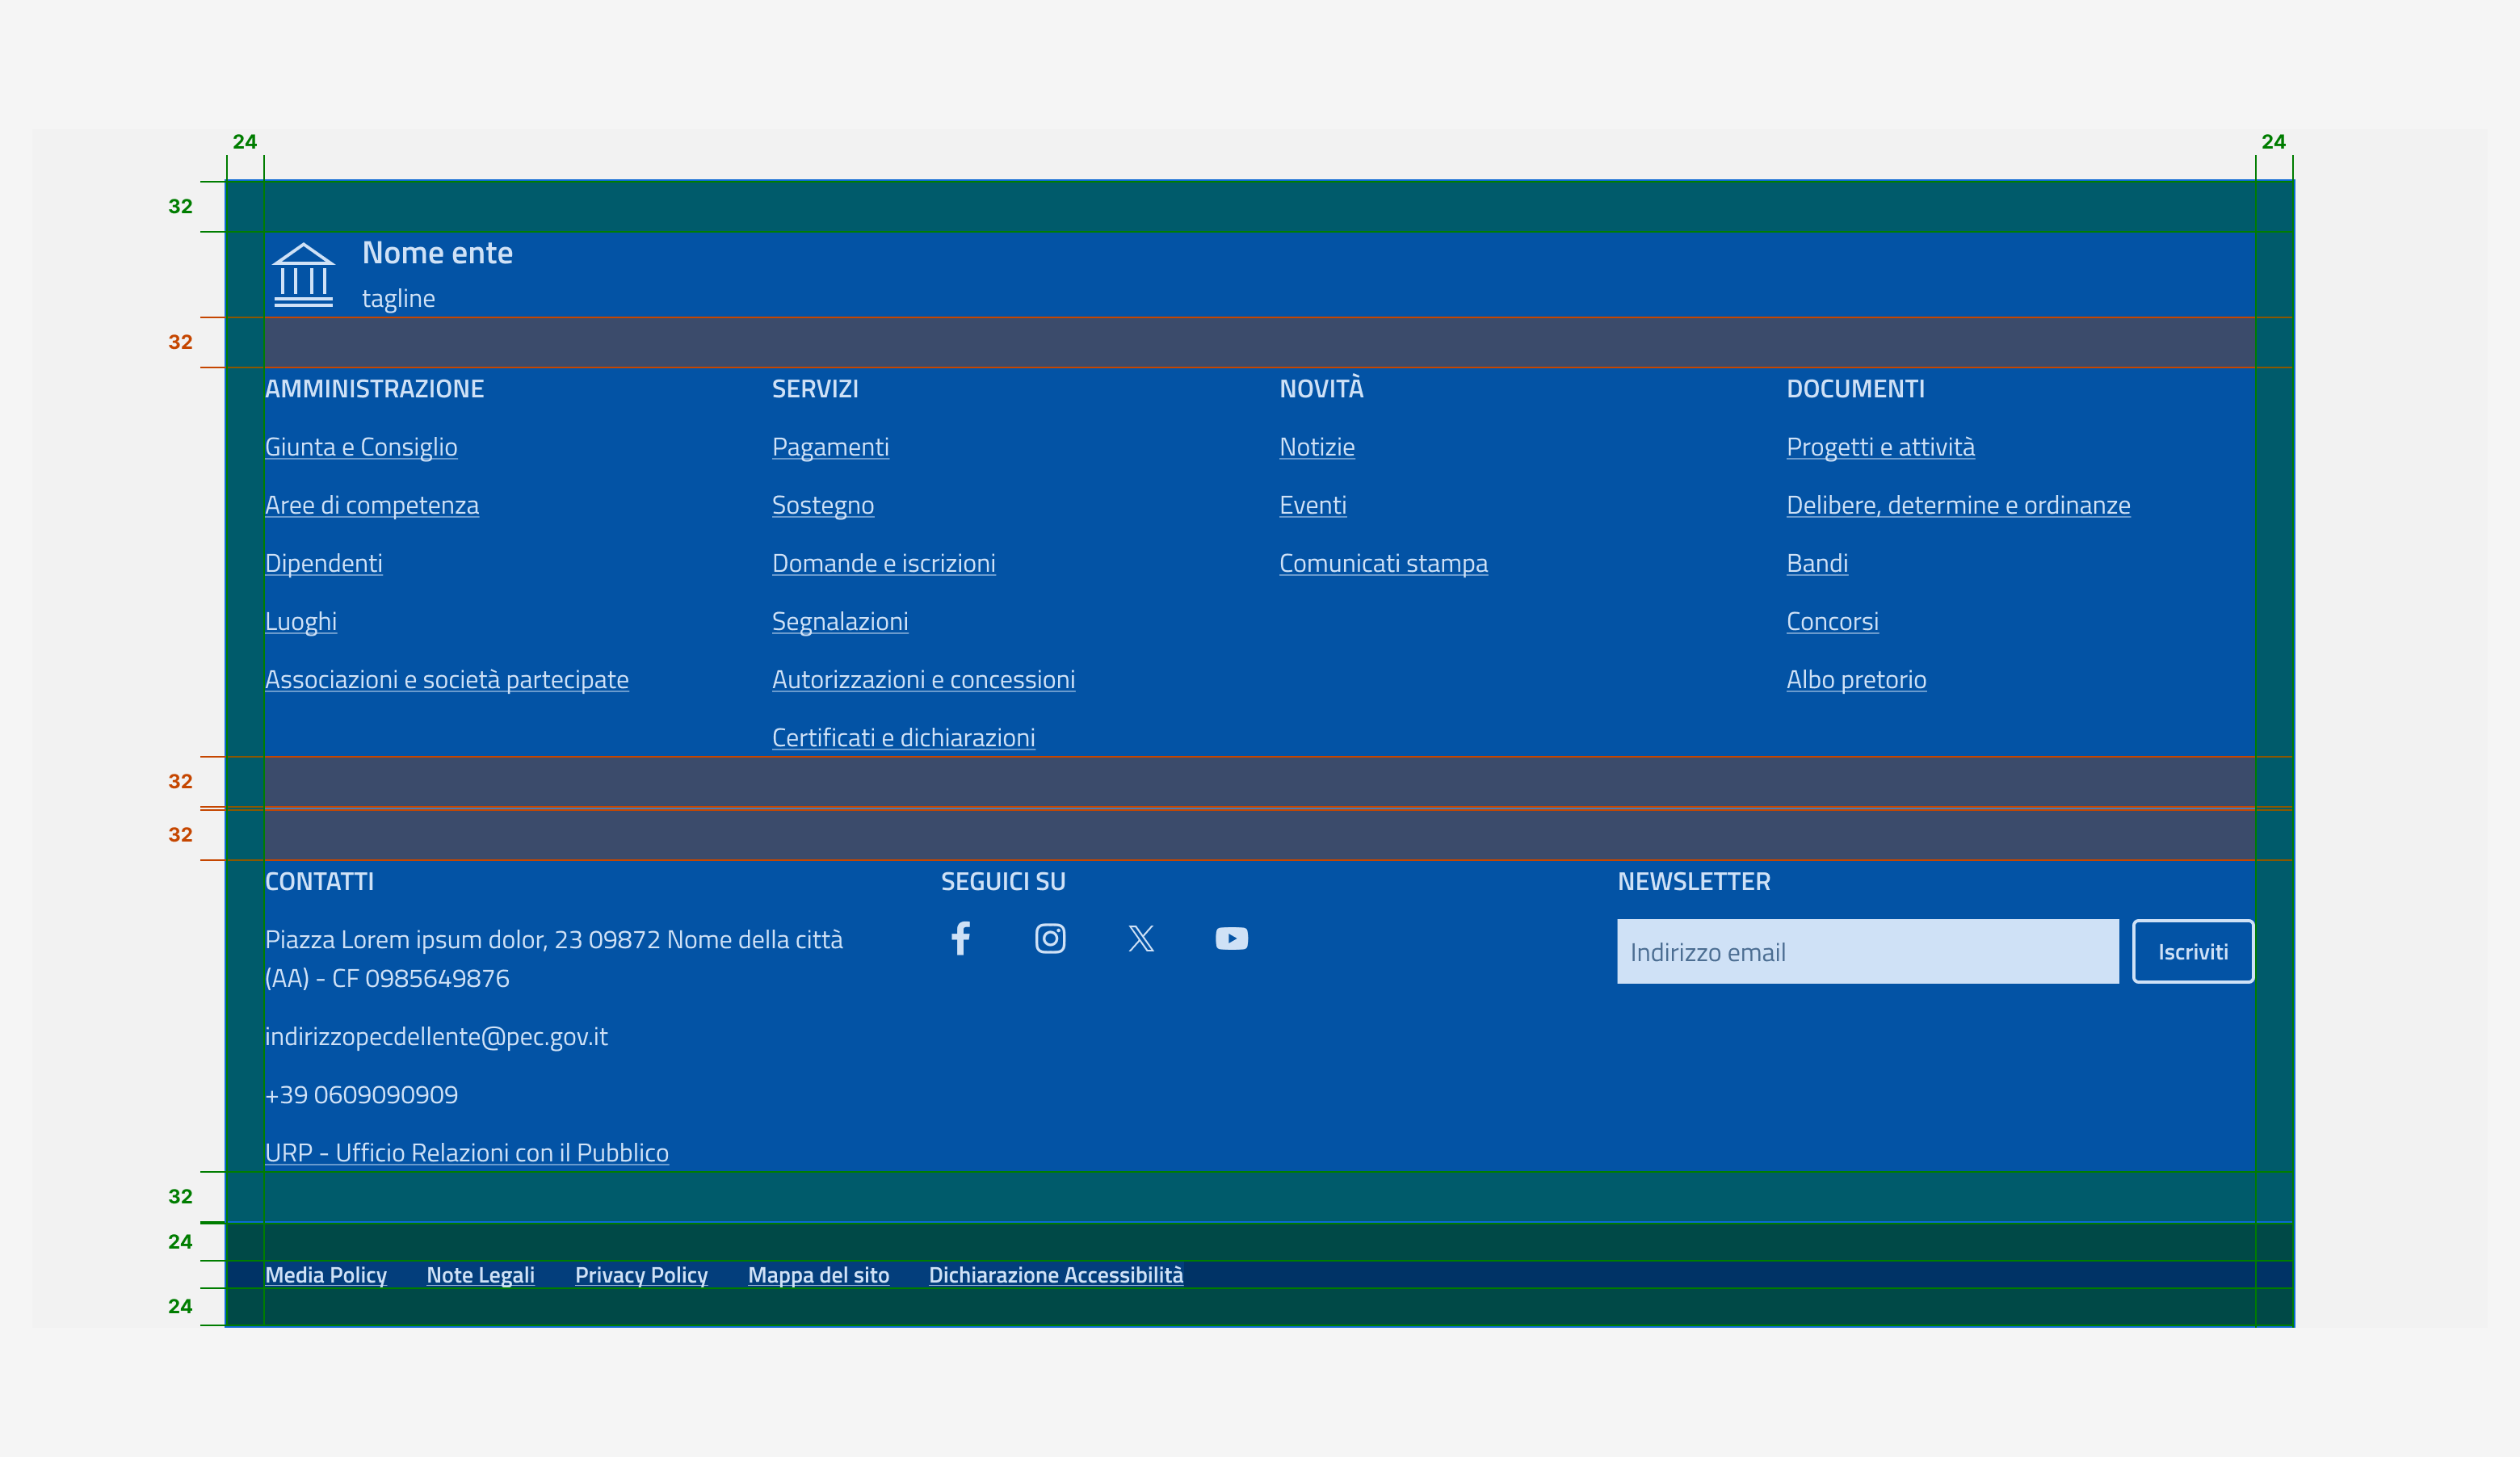 24
24
32
Nome ente
tagline
32
AMMINISTRAZIONE
Giunta e Consiglio
Aree di competenza
Dipendenti
Luoghi
Associazioni e società partecipate
SERVIZI
Pagamenti
Sostegno
Domande e iscrizioni
Segnalazioni
Autorizzazioni e concessioni
Certificati e dichiarazioni
NOVITÀ
Notizie
Eventi
Comunicati stampa
DOCUMENTI
Progetti e attività
Delibere, determine e ordinanze
Bandi
Concorsi
Albo pretorio
32
32
CONTATTI
Piazza Lorem ipsum dolor, 23 09872 Nome della città
(AA) - CF 0985649876
indirizzopecdellente@pec.gov.it
+39 0609090909
URP - Ufficio Relazioni con il Pubblico
SEGUICI SU
NEWSLETTER
Indirizzo email
Iscriviti
32
24
Media Policy Note Legali Privacy Policy Mappa del sito Dichiarazione Accessibilità
24